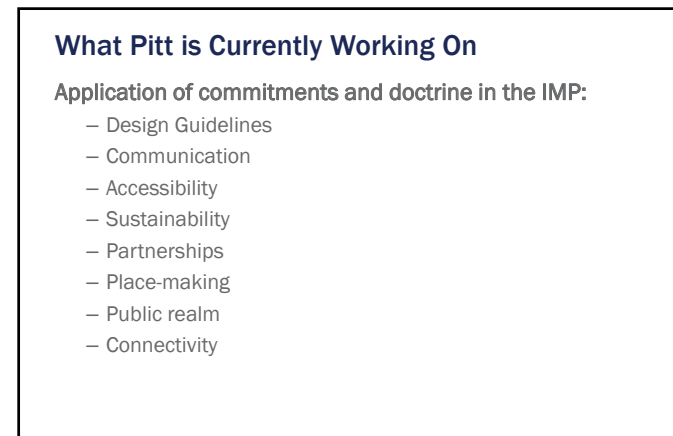 What Pitt is Currently Working On
Application of commitments and doctrine in the IMP:
– Design Guidelines
– Communication
– Accessibility
– Sustainability
– Partnerships
– Place-making
– Public realm
– Connectivity